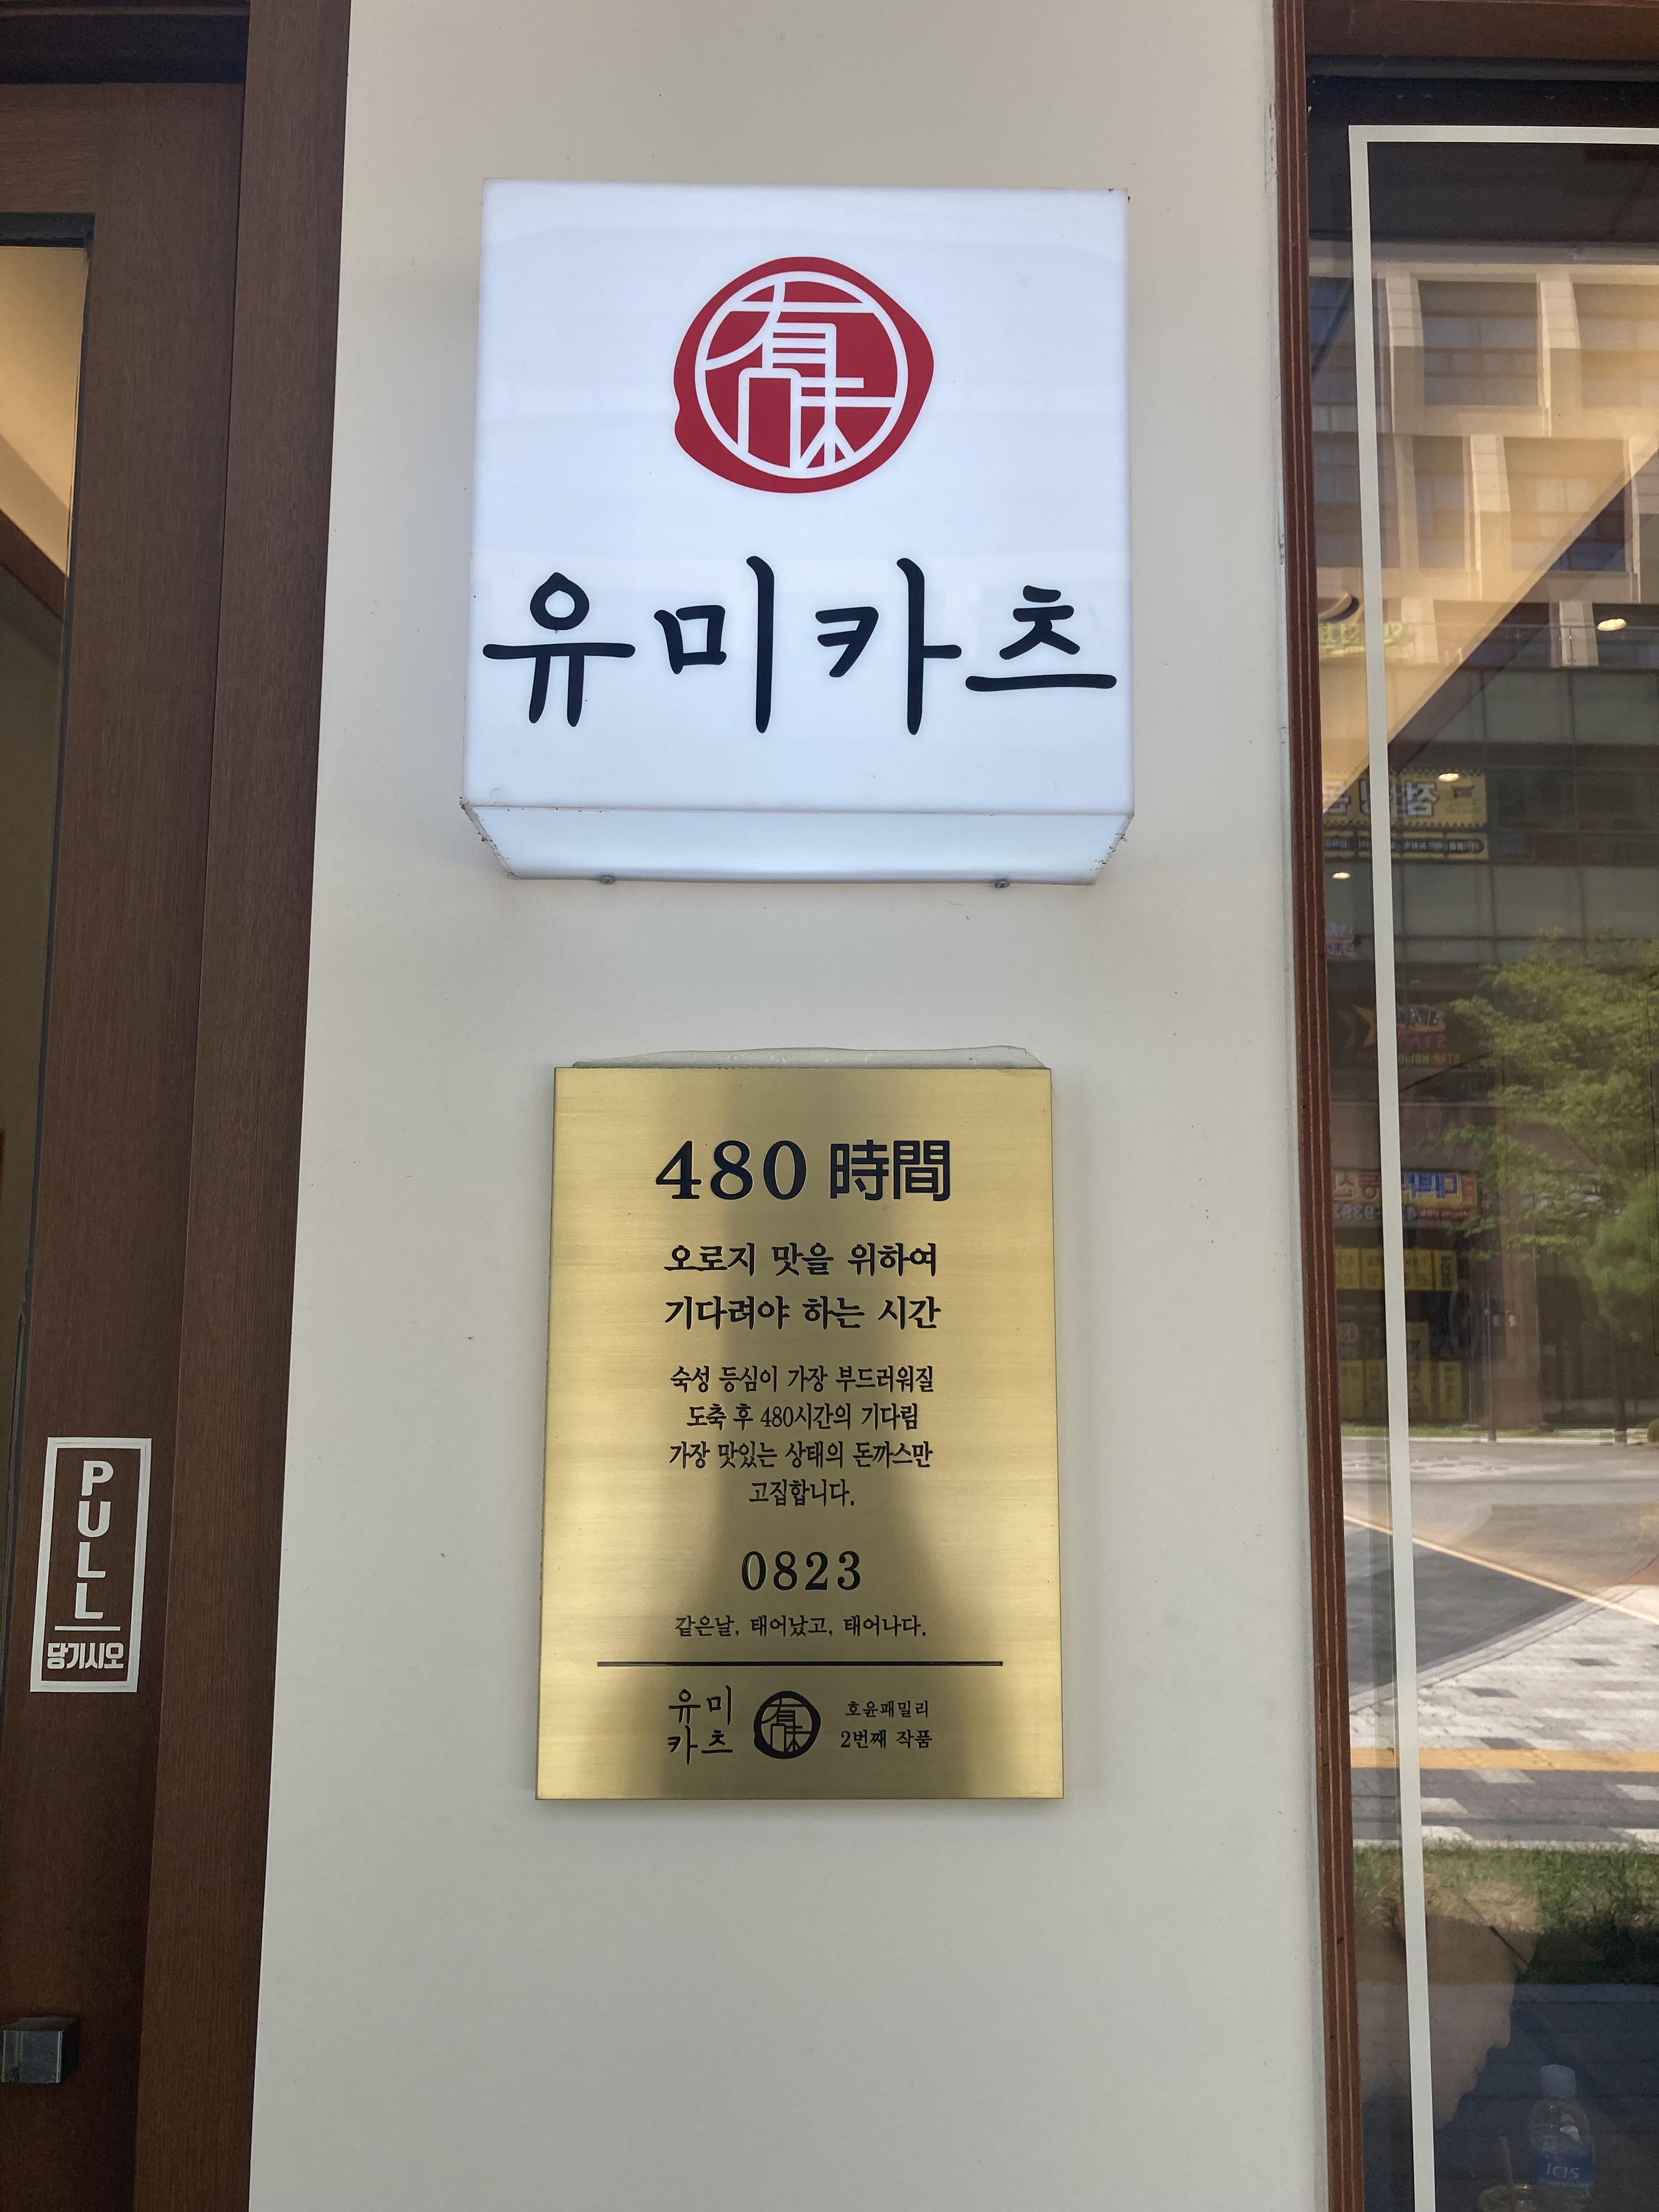 有味
유미카츠
480 時間
오로지 맛을 위하여
기다려야 하는 시간
숙성 등심이 가장 부드러워질
도축 후 480시간의 기다림
가장 맛있는 상태의 돈까스만
고집합니다.
0823
같은날, 태어났고, 태어나다.
유미
카츠
有味
호윤패밀리
2번째 작품
PULL
당기시오
ICIS